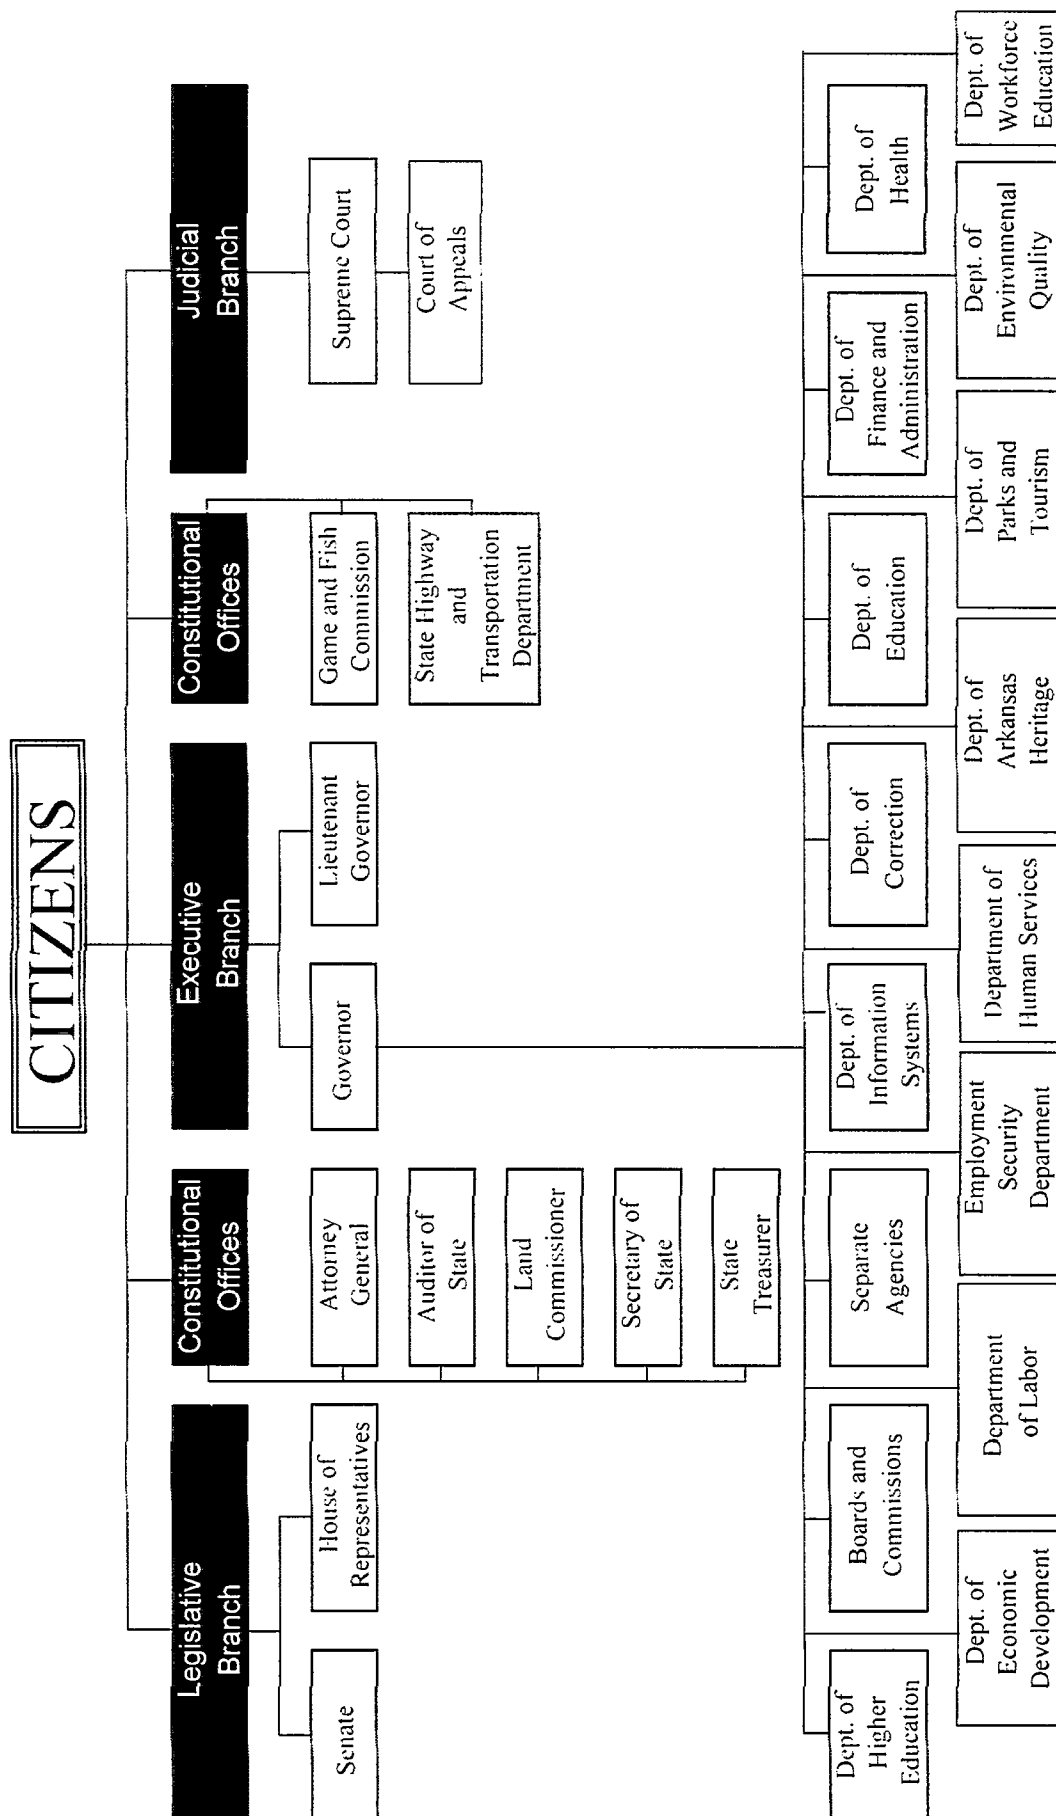 CITIZENS
Legislative
Branch
Constitutional
Offices
Executive
Branch
Constitutional
Offices
Judicial
Branch
Senate
House of
Representatives
Attorney
General
Auditor of
State
Land
Commissioner
Secretary of
State
State
Treasurer
Governor
Lieutenant
Governor
Game and Fish
Commission
State Highway
and
Transportation
Department
Supreme Court
Court of
Appeals
Dept. of
Higher
Education
Boards and
Commissions
Separate
Agencies
Dept. of
Information
Systems
Dept. of
Correction
Dept. of
Education
Dept. of
Finance and
Administration
Dept. of
Health
Dept. of
Economic
Development
Department
of Labor
Employment
Security
Department
Department of
Human Services
Dept. of
Arkansas
Heritage
Dept. of
Parks and
Tourism
Dept. of
Environmental
Quality
Dept. of
Workforce
Education